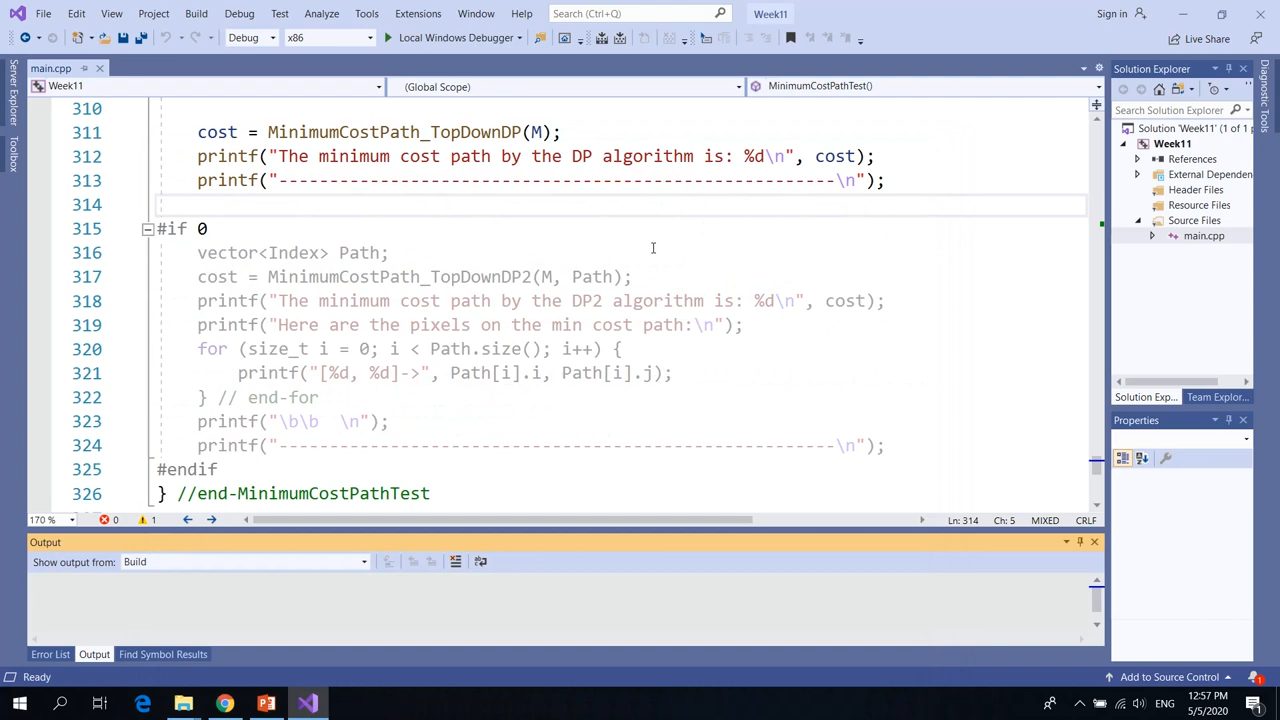 File Edit View Project Build Debug Test Analyze Tools Extensions Window Help Search (Ctrl+Q) Week11 Sign in
Debug x86 Local Windows Debugger Live Share
main.cpp
Week11 (Global Scope) MinimumCostPathTest()
310
311 cost = MinimumCostPath_TopDownDP(M);
312 printf("The minimum cost path by the DP algorithm is: %d\n", cost);
313 printf("-------------------------------------------------------\n");
314
315 #if 0
316 vector<Index> Path;
317 cost = MinimumCostPath_TopDownDP2(M, Path);
318 printf("The minimum cost path by the DP2 algorithm is: %d\n", cost);
319 printf("Here are the pixels on the min cost path:\n");
320 for (size_t i = 0; i < Path.size(); i++) {
321 printf("[%d, %d]->", Path[i].i, Path[i].j);
322 } // end-for
323 printf("\b\b  \n");
324 printf("-------------------------------------------------------\n");
325 #endif
326 } //end-MinimumCostPathTest
170 % 0 1 Ln: 314 Ch: 5 MIXED CRLF
Output
Show output from: Build
Error List Output Find Symbol Results
Server Explorer
Toolbox
Solution Explorer
Search Solution Explorer
Solution 'Week11' (1 of 1 p
Week11
References
External Dependen
Header Files
Resource Files
Source Files
main.cpp
Solution Exp... Team Explor...
Properties
Diagnostic Tools
Ready Add to Source Control 1
ENG 12:57 PM
5/5/2020
1